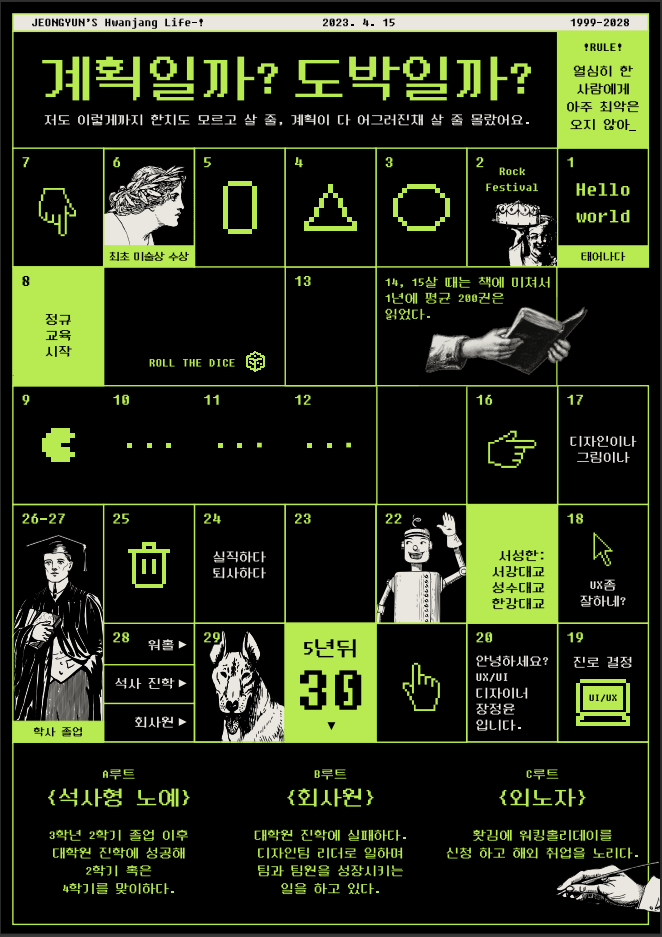 JEONGYUN'S Hwanjang Life~!
2023. 4. 15
1999-2028
계획일까? 도박일까?
저도 이렇게까지 한치도 모르고 살 줄, 계획이 다 어그러진채 살 줄 몰랐어요.
!RULE!
열심히 한
사람에게
아주 최악은
오지 않아_
7
6
최초 미술상 수상
5
4
3
2
Rock
Festival
1
Hello
world
태어나다
8
정규
교육
시작
ROLL THE DICE
13
14, 15살 때는 책에 미쳐서
1년에 평균 200권은
읽었다.
9
10
11
12
...
...
...
16
17
디자인이나
그림이나
26-27
학사 졸업
25
24
실직하다
퇴사하다
23
22
서성한:
서강대교
성수대교
한강대교
18
UX좀
잘하네?
28
워홀 ▶
석사 진학 ▶
회사원 ▶
29
5년뒤
30
▼
20
안녕하세요?
UX/UI
디자이너
장정윤
입니다.
19
진로 결정
UI/UX
A루트
{석사형 노예}
3학년 2학기 졸업 이후
대학원 진학에 성공해
2학기 혹은
4학기를 맞이하다.
B루트
{회사원}
대학원 진학에 실패하다.
디자인팀 리더로 일하며
팀과 팀원을 성장시키는
일을 하고 있다.
C루트
{외노자}
홧김에 워킹홀리데이를
신청 하고 해외 취업을 노리다.